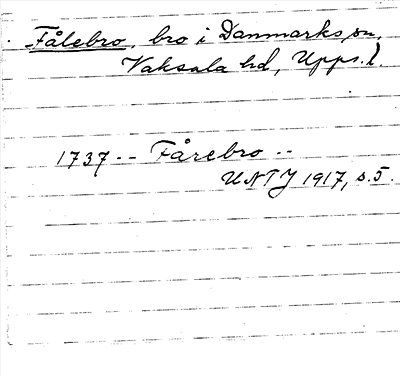 Fålebro, bro i Danmarks sn,
Vaksala hd, Upps. l.
1737 -- Fårebro --
UNTJ 1917, s. 5.